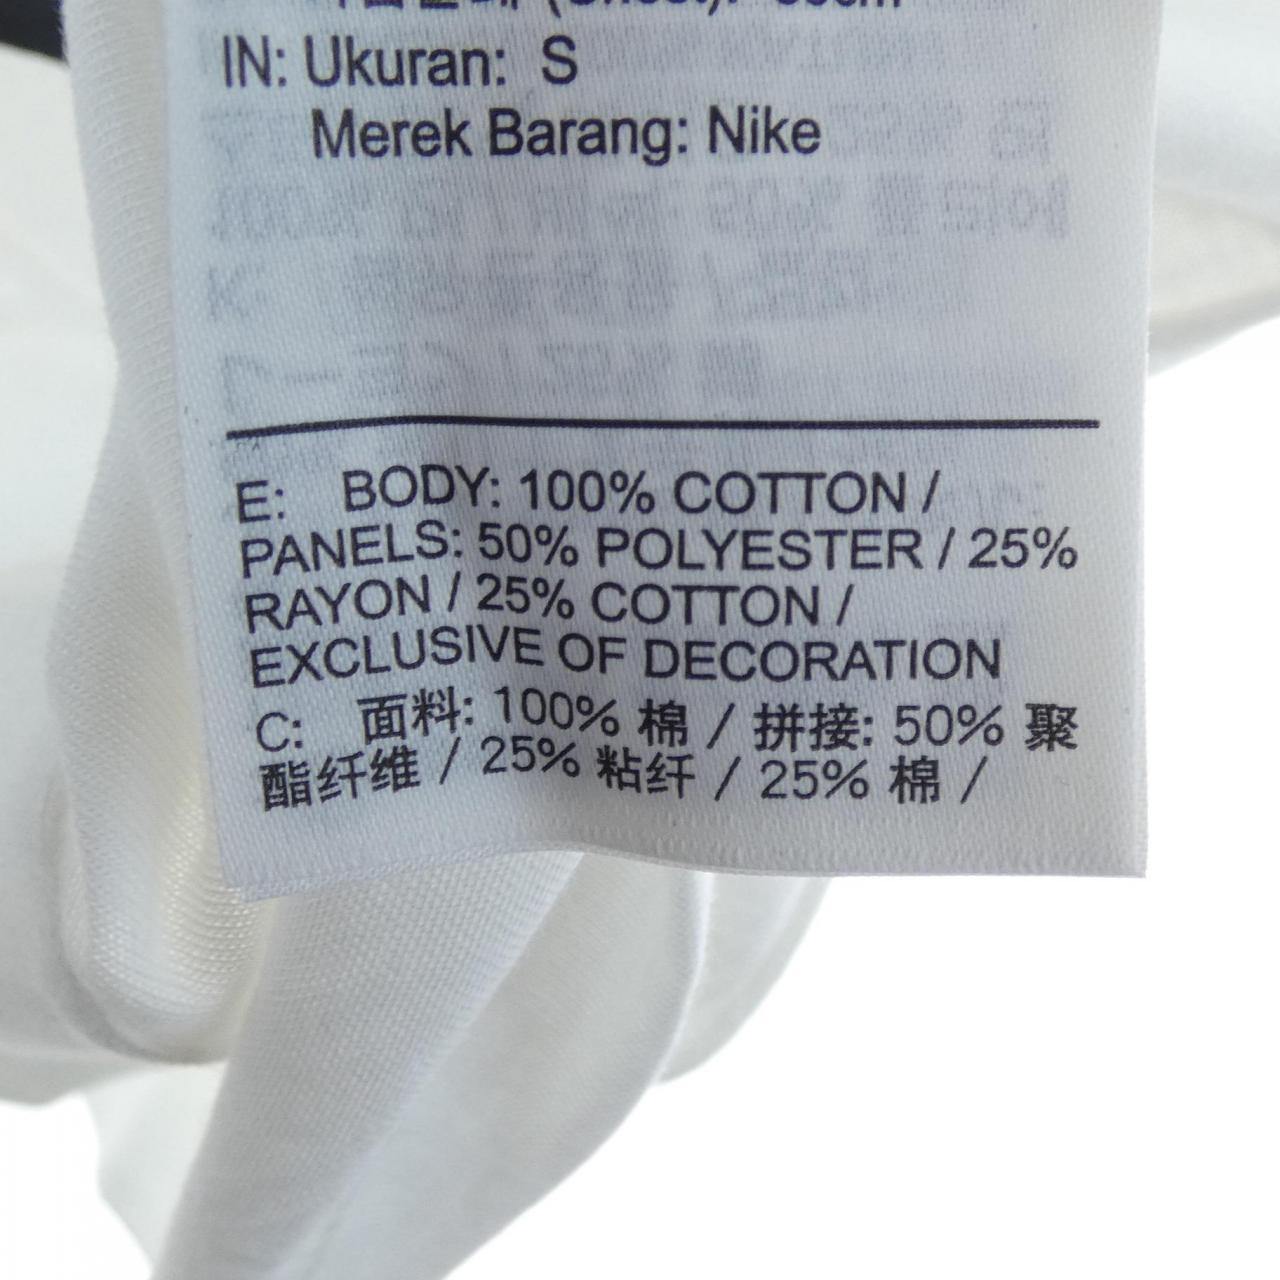 IN: Ukuran: S
Merek Barang: Nike
E: BODY: 100% COTTON /
PANELS: 50% POLYESTER / 25%
RAYON / 25% COTTON /
EXCLUSIVE OF DECORATION
C: 面料: 100% 棉 / 拼接: 50% 聚
酯纤维 / 25% 粘纤 / 25% 棉 /